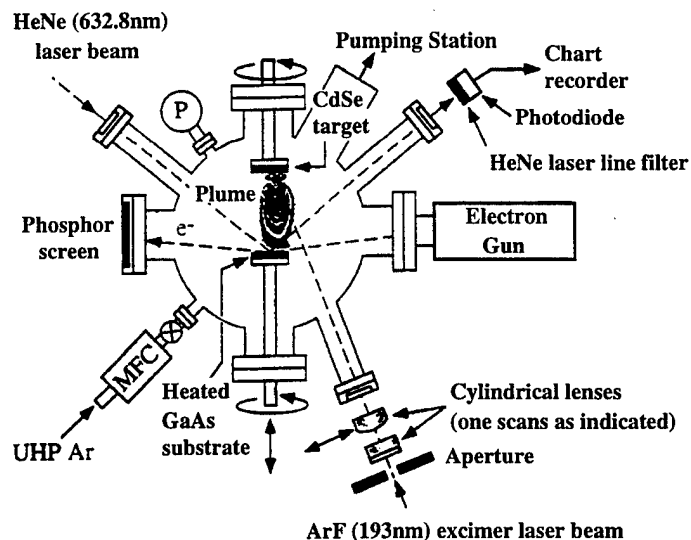 HeNe (632.8nm)
laser beam
Pumping Station
Chart
recorder
P
CdSe
target
Photodiode
HeNe laser line filter
Plume
Phosphor
screen
e-
Electron
Gun
MFC
Heated
GaAs
substrate
Cylindrical lenses
(one scans as indicated)
UHP Ar
Aperture
ArF (193nm) excimer laser beam